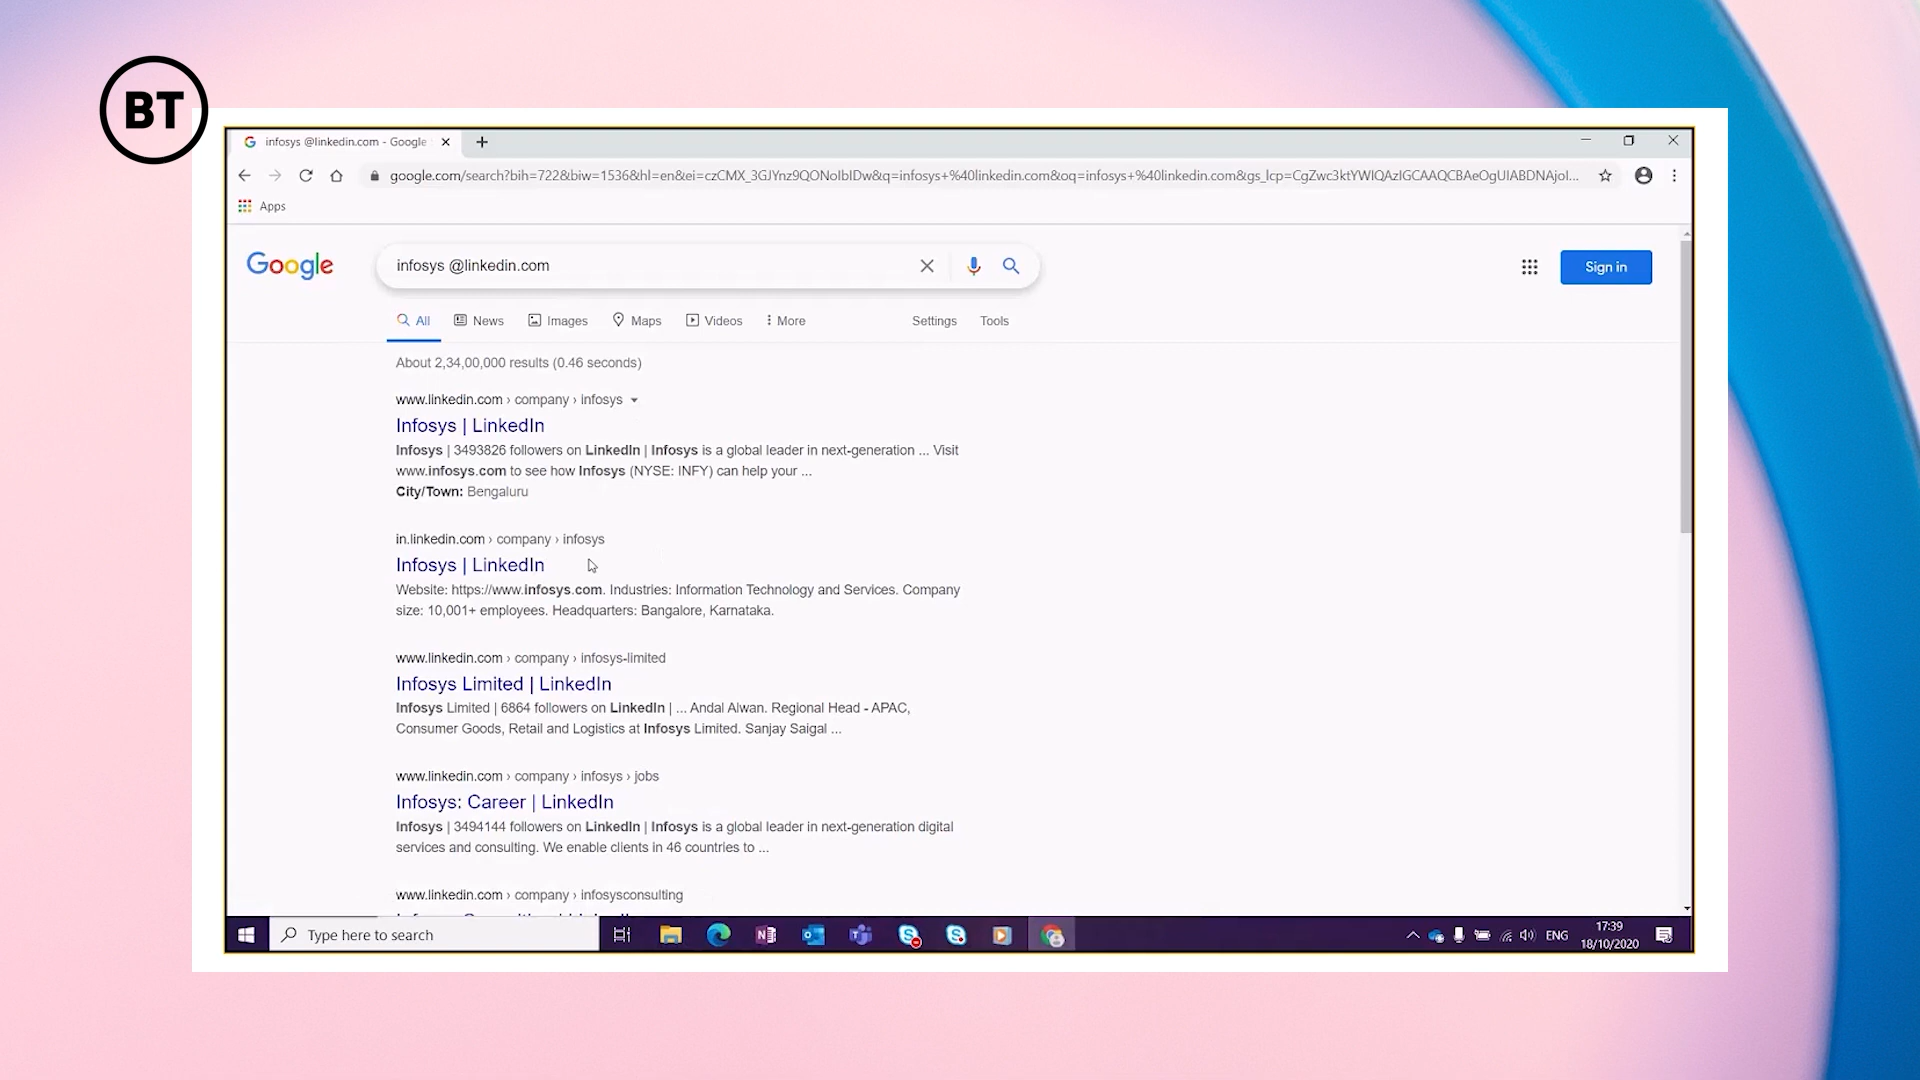 BT
infosys @linkedin.com - Google
google.com/search?bih=722&biw=1536&hl=en&ei=czCMX_3GJYnz9QONoIbIDw&q=infosys+%40linkedin.com&oq=infosys+%40linkedin.com&gs_lcp=CgZwc3ktYWIQAzIGCAAQCBAeOgUIABDNAjoI...
Apps
Google
infosys @linkedin.com
Sign in
All News Images Maps Videos More Settings Tools
About 2,34,00,000 results (0.46 seconds)
www.linkedin.com › company › infosys
Infosys | LinkedIn
Infosys | 3493826 followers on LinkedIn | Infosys is a global leader in next-generation ... Visit
www.infosys.com to see how Infosys (NYSE: INFY) can help your ...
City/Town: Bengaluru
in.linkedin.com › company › infosys
Infosys | LinkedIn
Website: https://www.infosys.com. Industries: Information Technology and Services. Company
size: 10,001+ employees. Headquarters: Bangalore, Karnataka.
www.linkedin.com › company › infosys-limited
Infosys Limited | LinkedIn
Infosys Limited | 6864 followers on LinkedIn | ... Andal Alwan. Regional Head - APAC,
Consumer Goods, Retail and Logistics at Infosys Limited. Sanjay Saigal ...
www.linkedin.com › company › infosys › jobs
Infosys: Career | LinkedIn
Infosys | 3494144 followers on LinkedIn | Infosys is a global leader in next-generation digital
services and consulting. We enable clients in 46 countries to ...
www.linkedin.com › company › infosysconsulting
Type here to search
ENG
17:39
18/10/2020